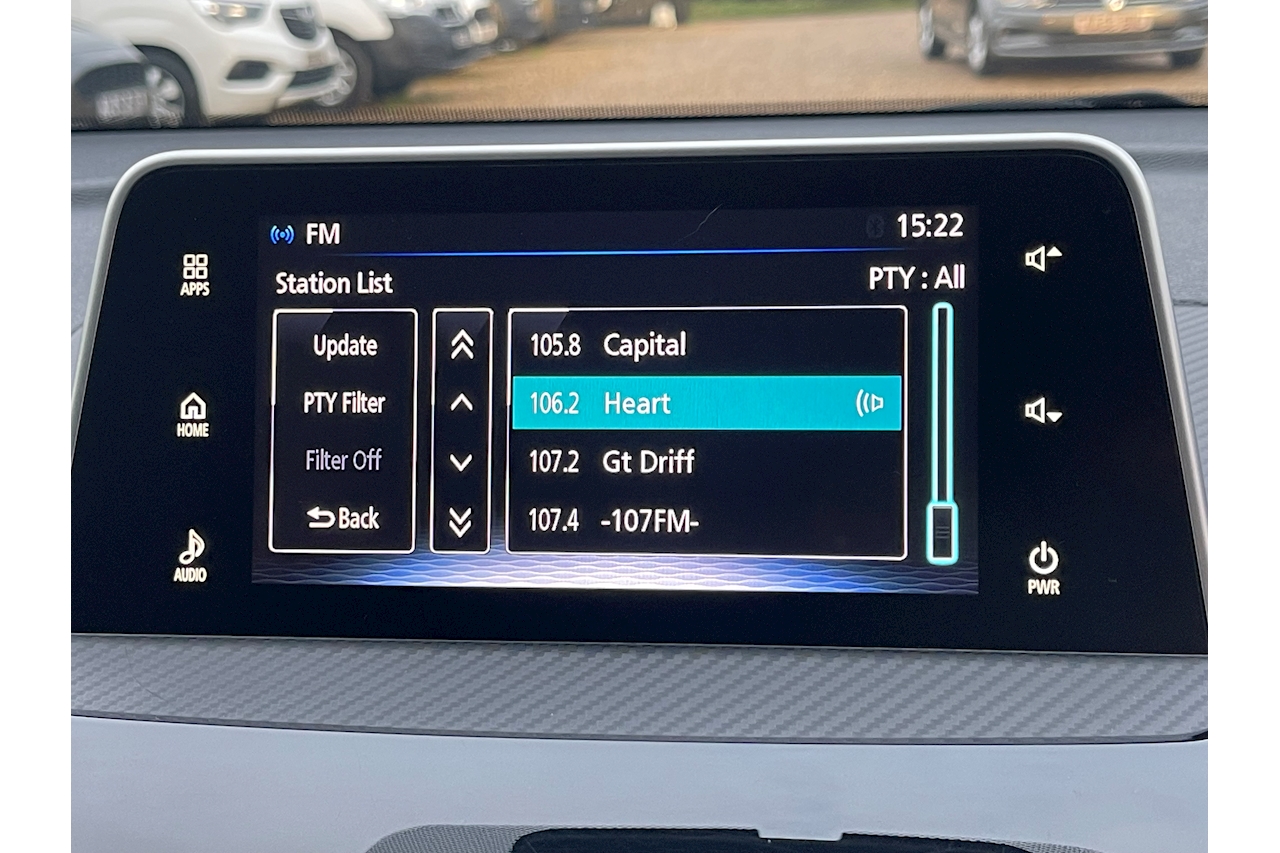 FM
15:22
Station List
PTY : All
APPS
HOME
AUDIO
Update
PTY Filter
Filter Off
Back
105.8 Capital
106.2 Heart
107.2 Gt Driff
107.4 -107FM-
PWR